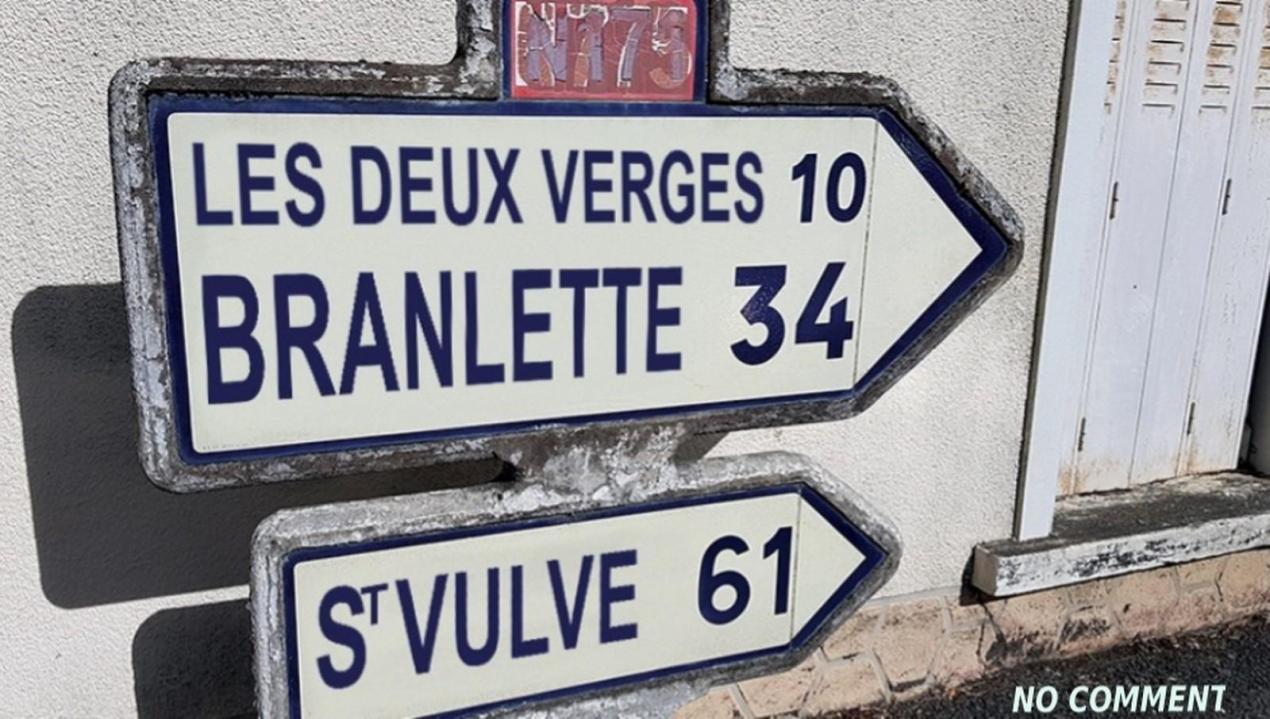 N175
LES DEUX VERGES 10
BRANLETTE 34
ST VULVE 61
NO COMMENT